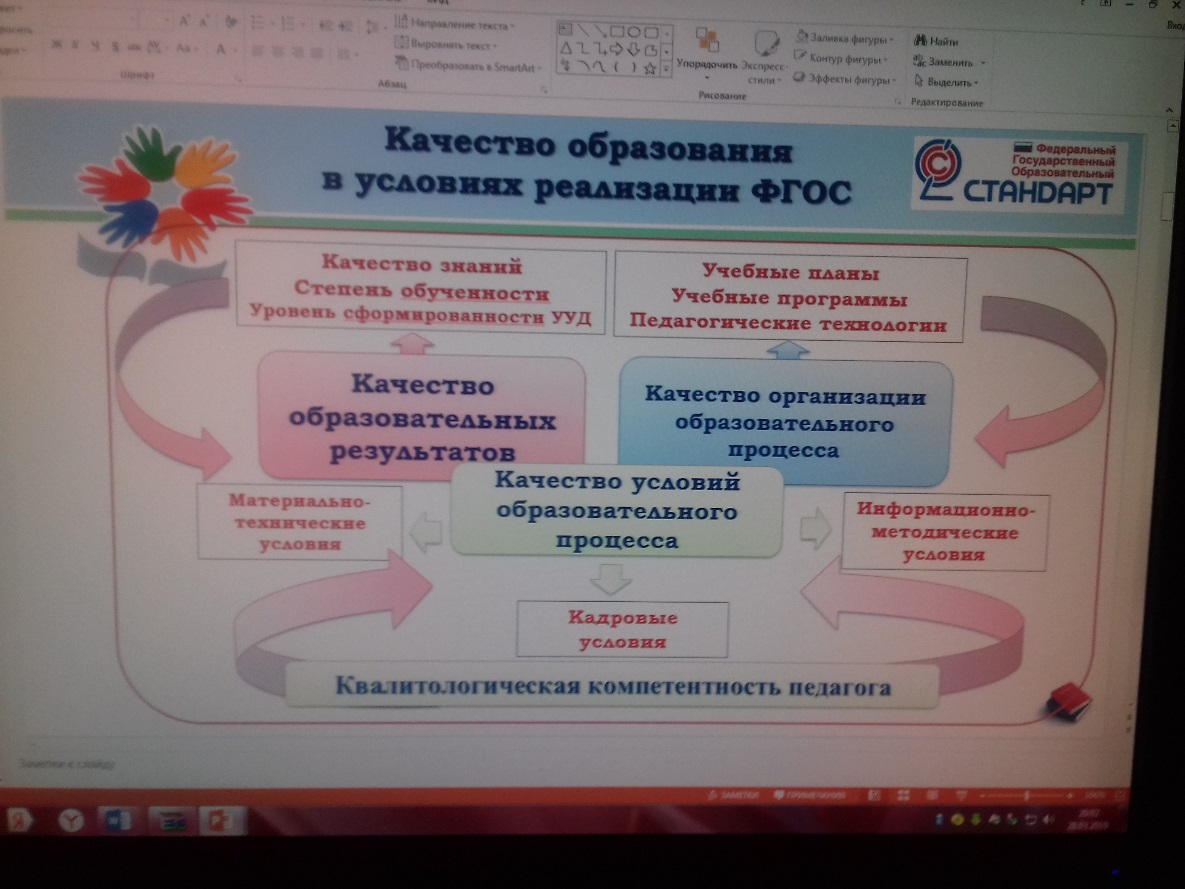 Направление текста
Выровнять текст
Преобразовать в SmartArt
Шрифт
Абзац
Упорядочить
Экспресс-
стили
Заливка фигуры
Контур фигуры
Эффекты фигуры
Рисование
Найти
Заменить
Выделить
Редактирование
Качество образования
в условиях реализации ФГОС
Федеральный
Государственный
Образовательный
СТАНДАРТ
Качество знаний
Степень обученности
Уровень сформированности УУД
Учебные планы
Учебные программы
Педагогические технологии
Качество
образовательных
результатов
Качество организации
образовательного
процесса
Качество условий
образовательного
процесса
Материально-
технические
условия
Информационно-
методические
условия
Кадровые
условия
Квалитологическая компетентность педагога
Заметки к слайду
ЗАМЕТКИ
ПРИМЕЧАНИЯ